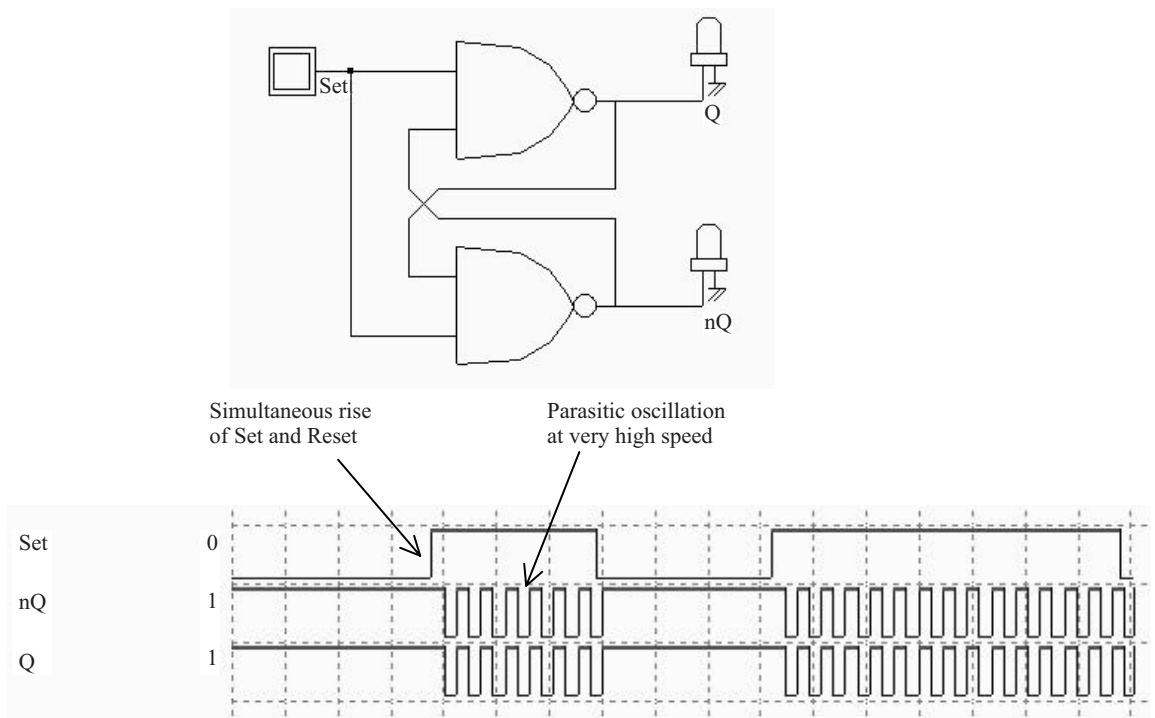 Set
Q
nQ
Simultaneous rise
of Set and Reset
Parasitic oscillation
at very high speed
Set 0
nQ 1
Q 1